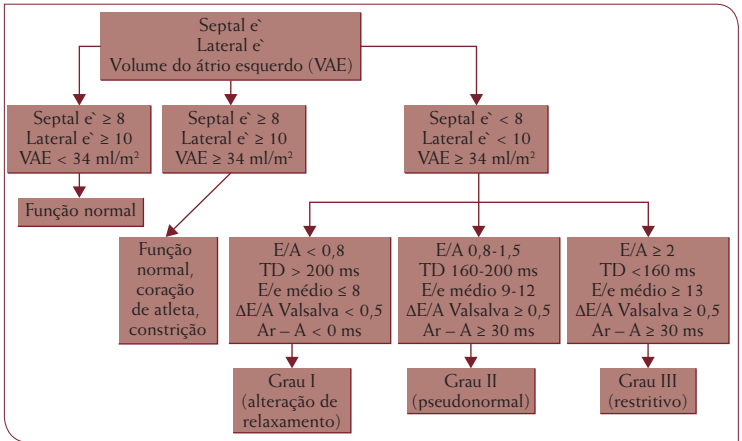 Septal e`
Lateral e`
Volume do átrio esquerdo (VAE)
Septal e` ≥ 8
Lateral e` ≥ 10
VAE < 34 ml/m²
Septal e` ≥ 8
Lateral e` ≥ 10
VAE ≥ 34 ml/m²
Septal e` < 8
Lateral e` < 10
VAE ≥ 34 ml/m²
Função normal
Função
normal,
coração
de atleta,
constrição
E/A < 0,8
TD > 200 ms
E/e médio ≤ 8
ΔE/A Valsalva < 0,5
Ar – A < 0 ms
E/A 0,8-1,5
TD 160-200 ms
E/e médio 9-12
ΔE/A Valsalva ≥ 0,5
Ar – A ≥ 30 ms
E/A ≥ 2
TD <160 ms
E/e médio ≥ 13
ΔE/A Valsalva ≥ 0,5
Ar – A ≥ 30 ms
Grau I
(alteração de
relaxamento)
Grau II
(pseudonormal)
Grau III
(restritivo)